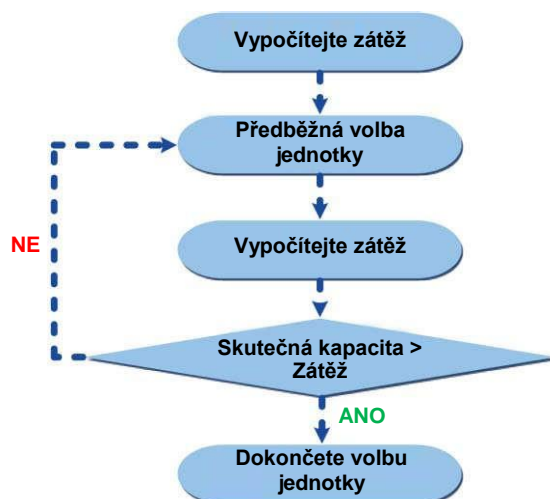 Vypočítejte zátěž
Předběžná volba
jednotky
NE
Vypočítejte zátěž
Skutečná kapacita >
Zátěž
ANO
Dokončete volbu
jednotky